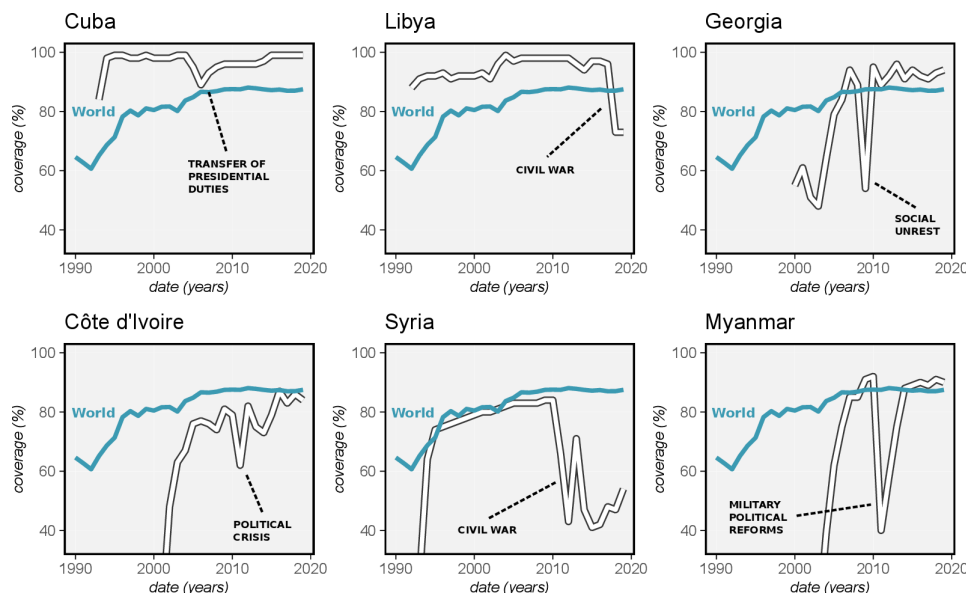 Cuba
100
80
60
40
coverage (%)
World
TRANSFER OF
PRESIDENTIAL
DUTIES
1990 2000 2010 2020
date (years)
Libya
100
80
60
40
coverage (%)
World
CIVIL WAR
1990 2000 2010 2020
date (years)
Georgia
100
80
60
40
coverage (%)
World
SOCIAL
UNREST
1990 2000 2010 2020
date (years)
Côte d'Ivoire
100
80
60
40
coverage (%)
World
POLITICAL
CRISIS
1990 2000 2010 2020
date (years)
Syria
100
80
60
40
coverage (%)
World
CIVIL WAR
1990 2000 2010 2020
date (years)
Myanmar
100
80
60
40
coverage (%)
World
MILITARY
POLITICAL
REFORMS
1990 2000 2010 2020
date (years)